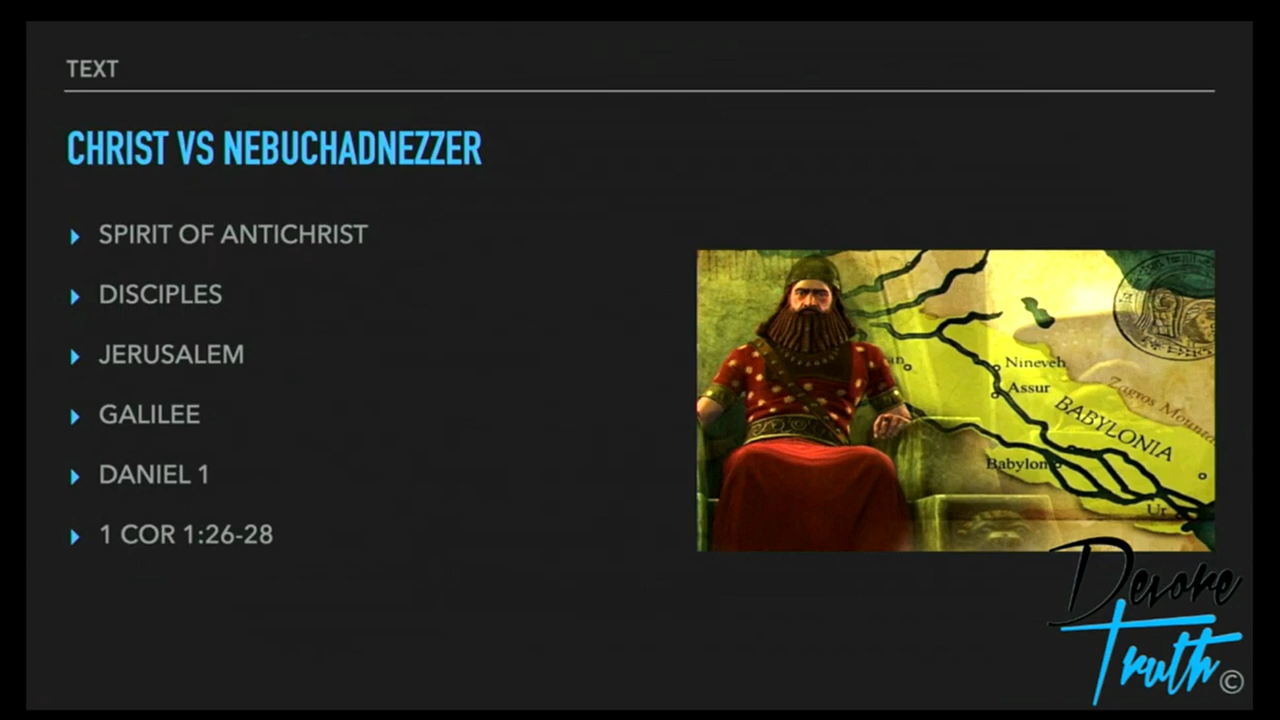 TEXT
CHRIST VS NEBUCHADNEZZER
SPIRIT OF ANTICHRIST
DISCIPLES
JERUSALEM
GALILEE
DANIEL 1
1 COR 1:26-28
Nineveh
Assur
Zagros
BABYLONIA
Babylon
Ur
Truth ©